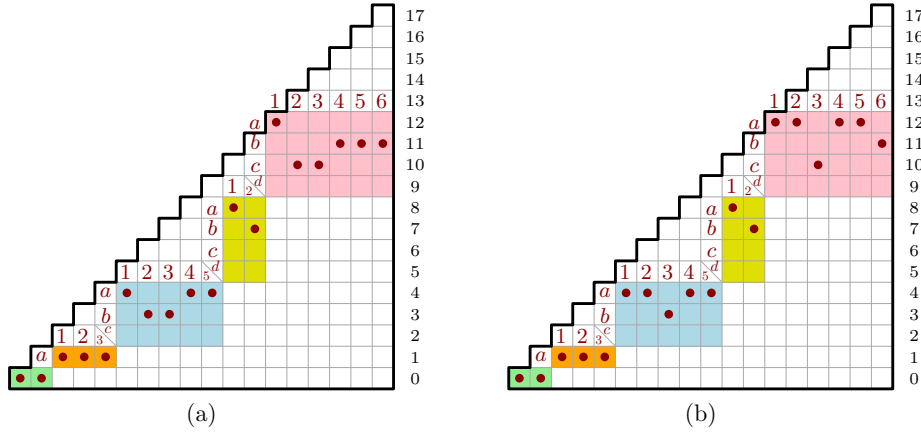 17 17
16 16
15 15
14 14
1 2 3 4 5 6 13 1 2 3 4 5 6 13
a 12 a 12
b 11 b 11
c 10 c 10
1 2 d 9 1 2 d 9
a 8 a 8
b 7 b 7
c 6 c 6
1 2 3 4 5 d 5 1 2 3 4 5 d 5
a 4 a 4
b 3 b 3
1 2 3 c 2 1 2 3 c 2
a 1 a 1
0 0
(a) (b)